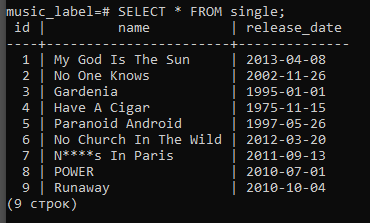 music_label=# SELECT * FROM single;
 id |          name          | release_date
----+------------------------+--------------
  1 | My God Is The Sun      | 2013-04-08
  2 | No One Knows           | 2002-11-26
  3 | Gardenia               | 1995-01-01
  4 | Have A Cigar           | 1975-11-15
  5 | Paranoid Android       | 1997-05-26
  6 | No Church In The Wild  | 2012-03-20
  7 | N****s In Paris        | 2011-09-13
  8 | POWER                  | 2010-07-01
  9 | Runaway                | 2010-10-04
(9 строк)